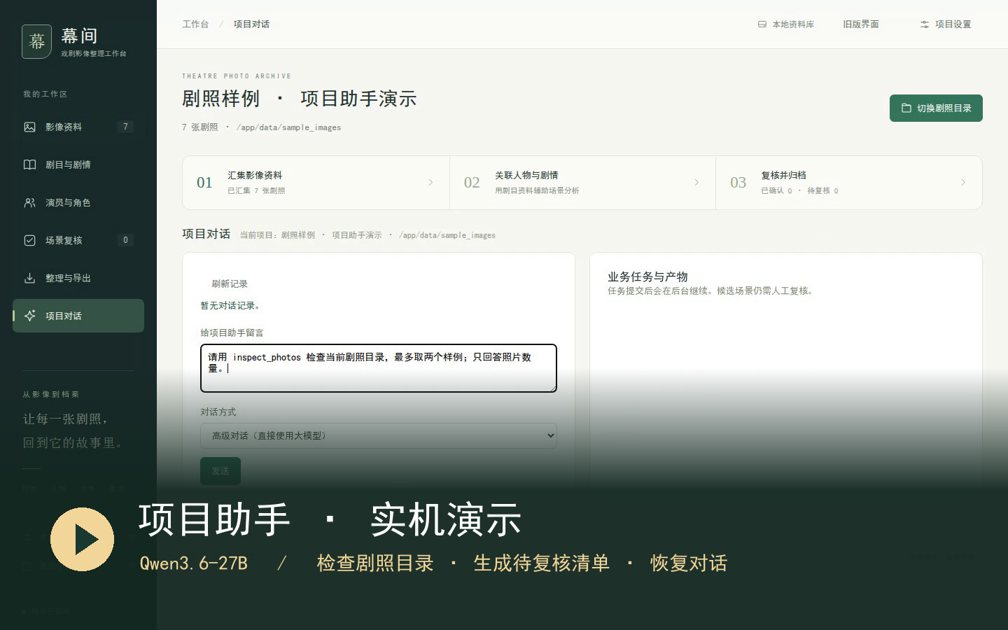 幕
幕间
戏剧影像整理工作台
我的工作区
影像资料 7
剧目与剧情
演员与角色
场景复核 0
整理与导出
项目对话
从影像到档案
让每一张剧照，
回到它的故事里。
工作台 / 项目对话
本地资料库
旧版界面
项目设置
THEATRE PHOTO ARCHIVE
剧照样例 · 项目助手演示
7 张剧照 · /app/data/sample_images
切换剧照目录
01 汇集影像资料
已汇集 7 张剧照
02 关联人物与剧情
用剧目资料辅助场景分析
03 复核并归档
已确认 0 · 待复核 0
项目对话 当前项目：剧照样例 · 项目助手演示 · /app/data/sample_images
刷新记录
暂无对话记录。
给项目助手留言
请用 inspect_photos 检查当前剧照目录，最多取两个样例；只回答照片数
量。
对话方式
高级对话（直接使用大模型）
发送
业务任务与产物
任务提交后会在后台继续。候选场景仍需人工复核。
项目助手 · 实机演示
Qwen3.6-27B / 检查剧照目录 · 生成待复核清单 · 恢复对话